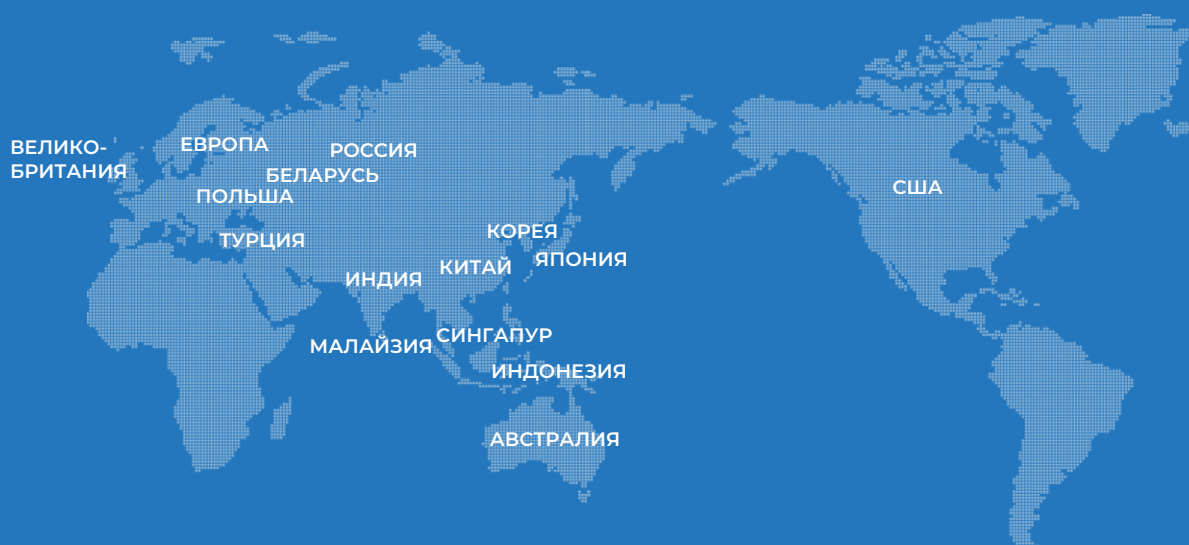 ВЕЛИКО-
БРИТАНИЯ
ЕВРОПА
РОССИЯ
БЕЛАРУСЬ
ПОЛЬША
США
ТУРЦИЯ
КОРЕЯ
ЯПОНИЯ
КИТАЙ
ИНДИЯ
СИНГАПУР
МАЛАЙЗИЯ
ИНДОНЕЗИЯ
АВСТРАЛИЯ